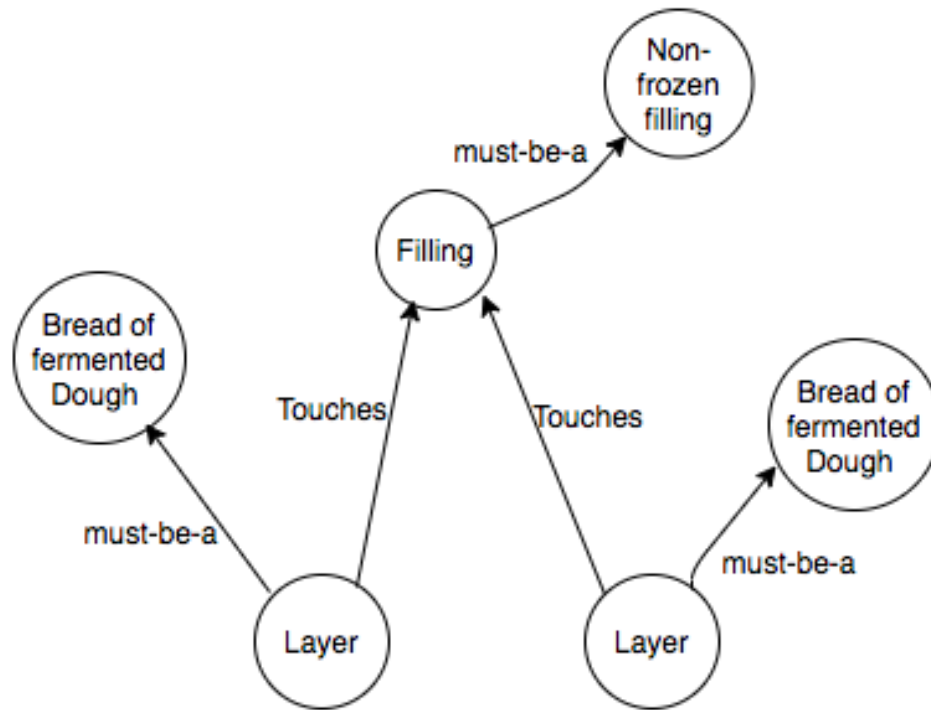 Non-
frozen
filling
must-be-a
Filling
Bread of
fermented
Dough
Touches
Touches
Bread of
fermented
Dough
must-be-a
must-be-a
Layer
Layer